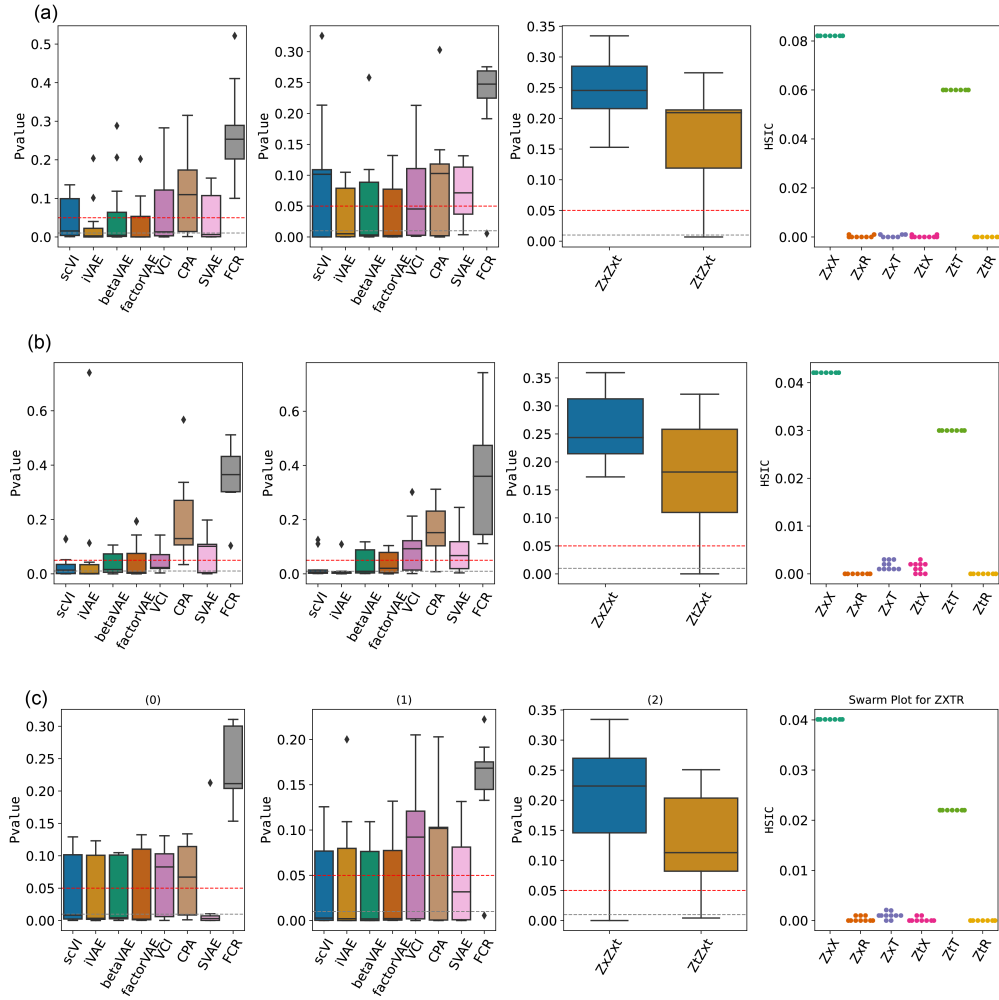 (a)
Pvalue
0.5
0.4
0.3
0.2
0.1
0.0
scVI
iVAE
betaVAE
factorVAE
VCI
CPA
SVAE
FCR
Pvalue
0.30
0.25
0.20
0.15
0.10
0.05
0.00
scVI
iVAE
betaVAE
factorVAE
VCI
CPA
SVAE
FCR
Pvalue
0.35
0.30
0.25
0.20
0.15
0.10
0.05
0.00
ZxZxt
ZtZxt
HSIC
0.08
0.06
0.04
0.02
0.00
ZxX
ZxR
ZxT
ZtX
ZtT
ZtR
(b)
Pvalue
0.6
0.4
0.2
0.0
scVI
iVAE
betaVAE
factorVAE
VCI
CPA
SVAE
FCR
Pvalue
0.6
0.4
0.2
0.0
scVI
iVAE
betaVAE
factorVAE
VCI
CPA
SVAE
FCR
Pvalue
0.35
0.30
0.25
0.20
0.15
0.10
0.05
0.00
ZxZxt
ZtZxt
HSIC
0.04
0.03
0.02
0.01
0.00
ZxX
ZxR
ZxT
ZtX
ZtT
ZtR
(c)
(0)
Pvalue
0.30
0.25
0.20
0.15
0.10
0.05
0.00
scVI
iVAE
betaVAE
factorVAE
VCI
CPA
SVAE
FCR
(1)
Pvalue
0.20
0.15
0.10
0.05
0.00
scVI
iVAE
betaVAE
factorVAE
VCI
CPA
SVAE
FCR
(2)
Pvalue
0.35
0.30
0.25
0.20
0.15
0.10
0.05
0.00
ZxZxt
ZtZxt
Swarm Plot for ZXTR
HSIC
0.04
0.03
0.02
0.01
0.00
ZxX
ZxR
ZxT
ZtX
ZtT
ZtR